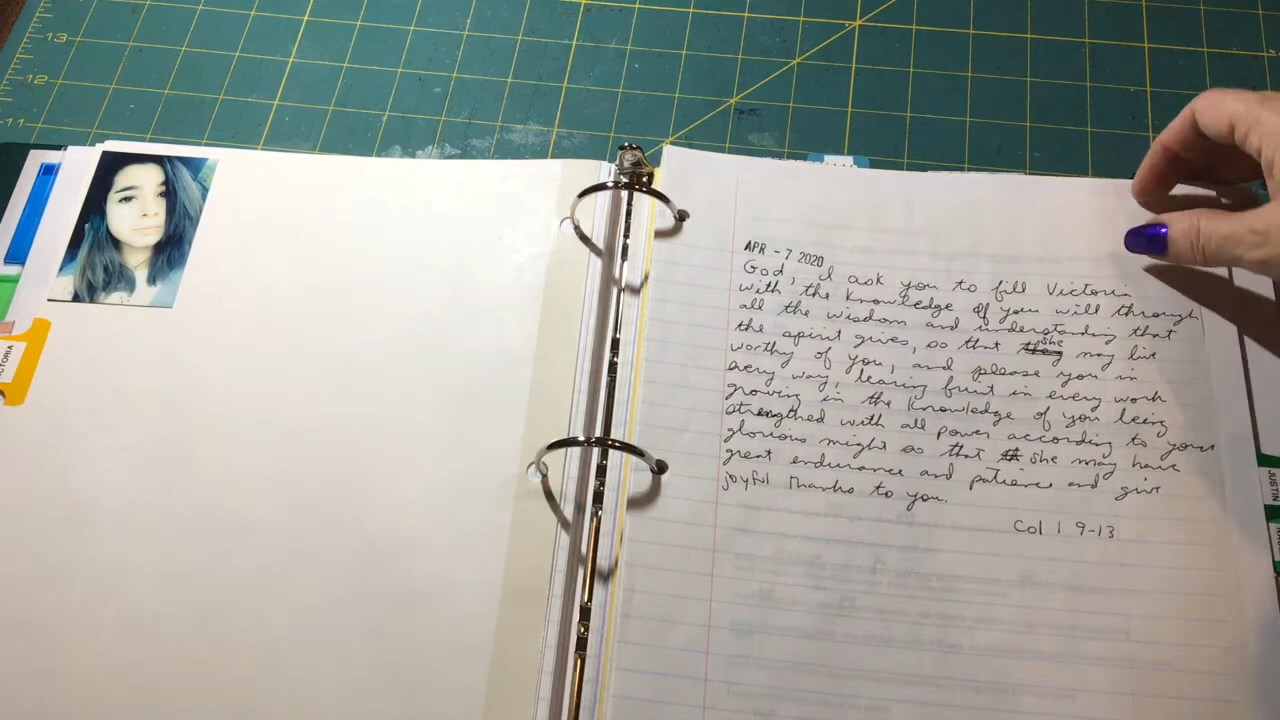 13
12
11
APR - 7 2020
God, I ask you to fill Victoria
with the knowledge of you will through
all the wisdom and understanding that
the spirit gives, so that they she may live
worthy of you, and please you in
every way, bearing fruit in every work
growing in the knowledge of you being
strengthed with all power according to your
glorious might so that she may have
great endurance and patience and give
joyful thanks to you.
Col 1 9-13
CTORIA
JUSTIN